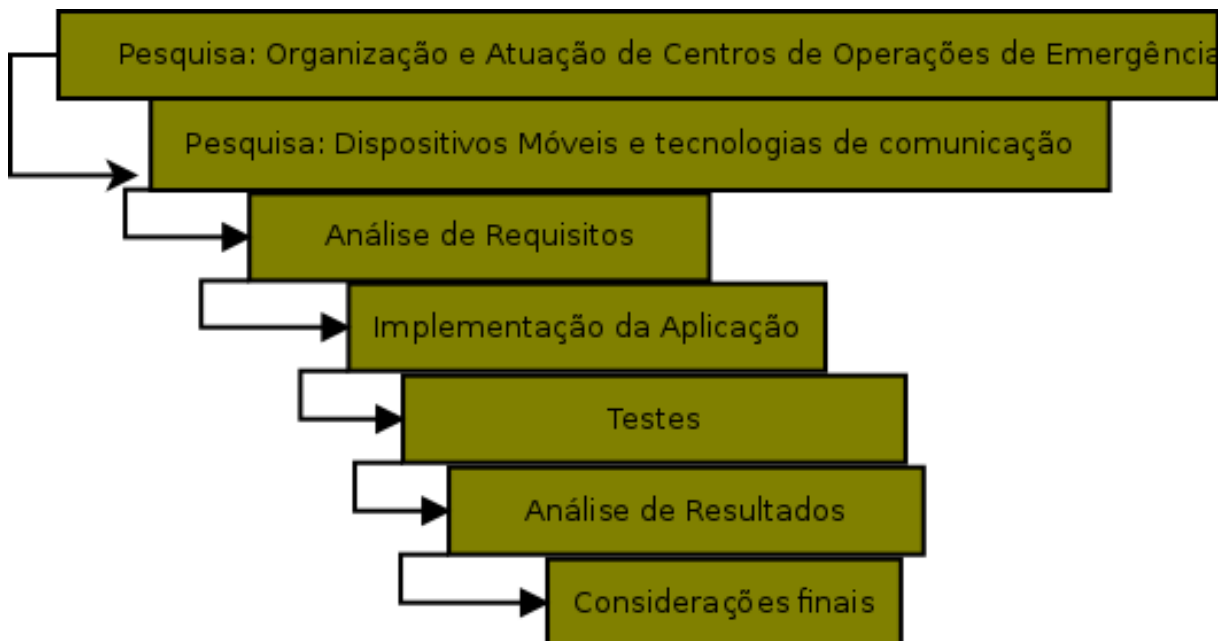 Pesquisa: Organização e Atuação de Centros de Operações de Emergência
Pesquisa: Dispositivos Móveis e tecnologias de comunicação
Análise de Requisitos
Implementação da Aplicação
Testes
Análise de Resultados
Considerações finais